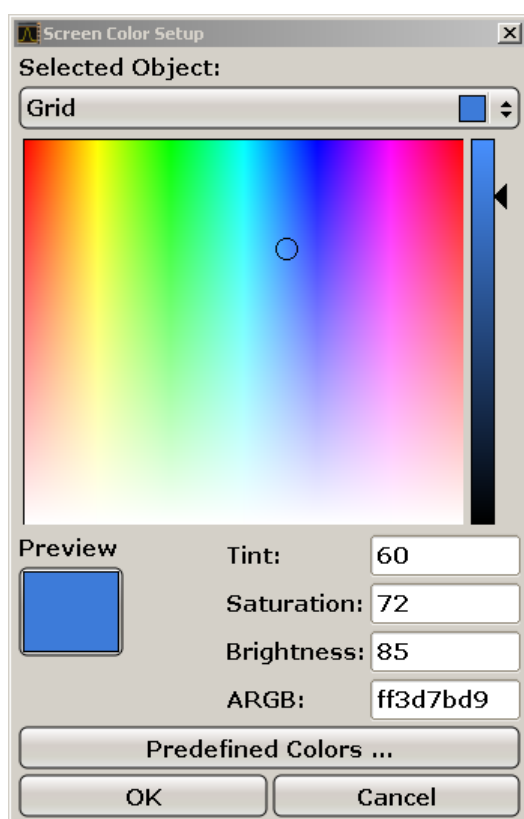 Screen Color Setup
Selected Object:
Grid
Preview
Tint: 60
Saturation: 72
Brightness: 85
ARGB: ff3d7bd9
Predefined Colors ...
OK Cancel